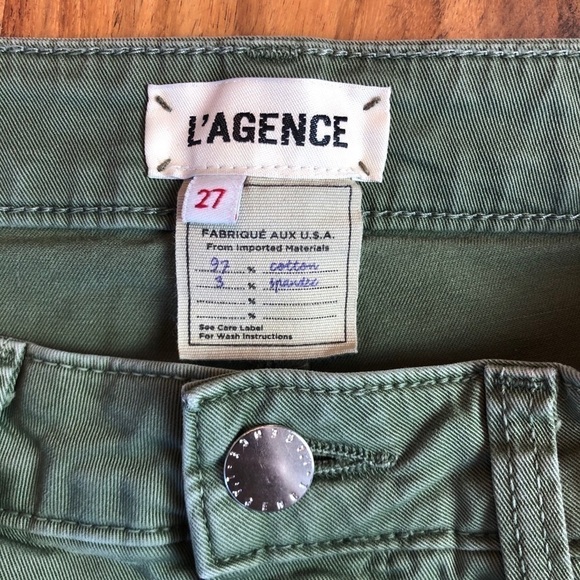 L'AGENCE
27
FABRIQUÉ AUX U.S.A.
From Imported Materials
97 % cotton
3 % spandex
%
%
See Care Label
For Wash Instructions